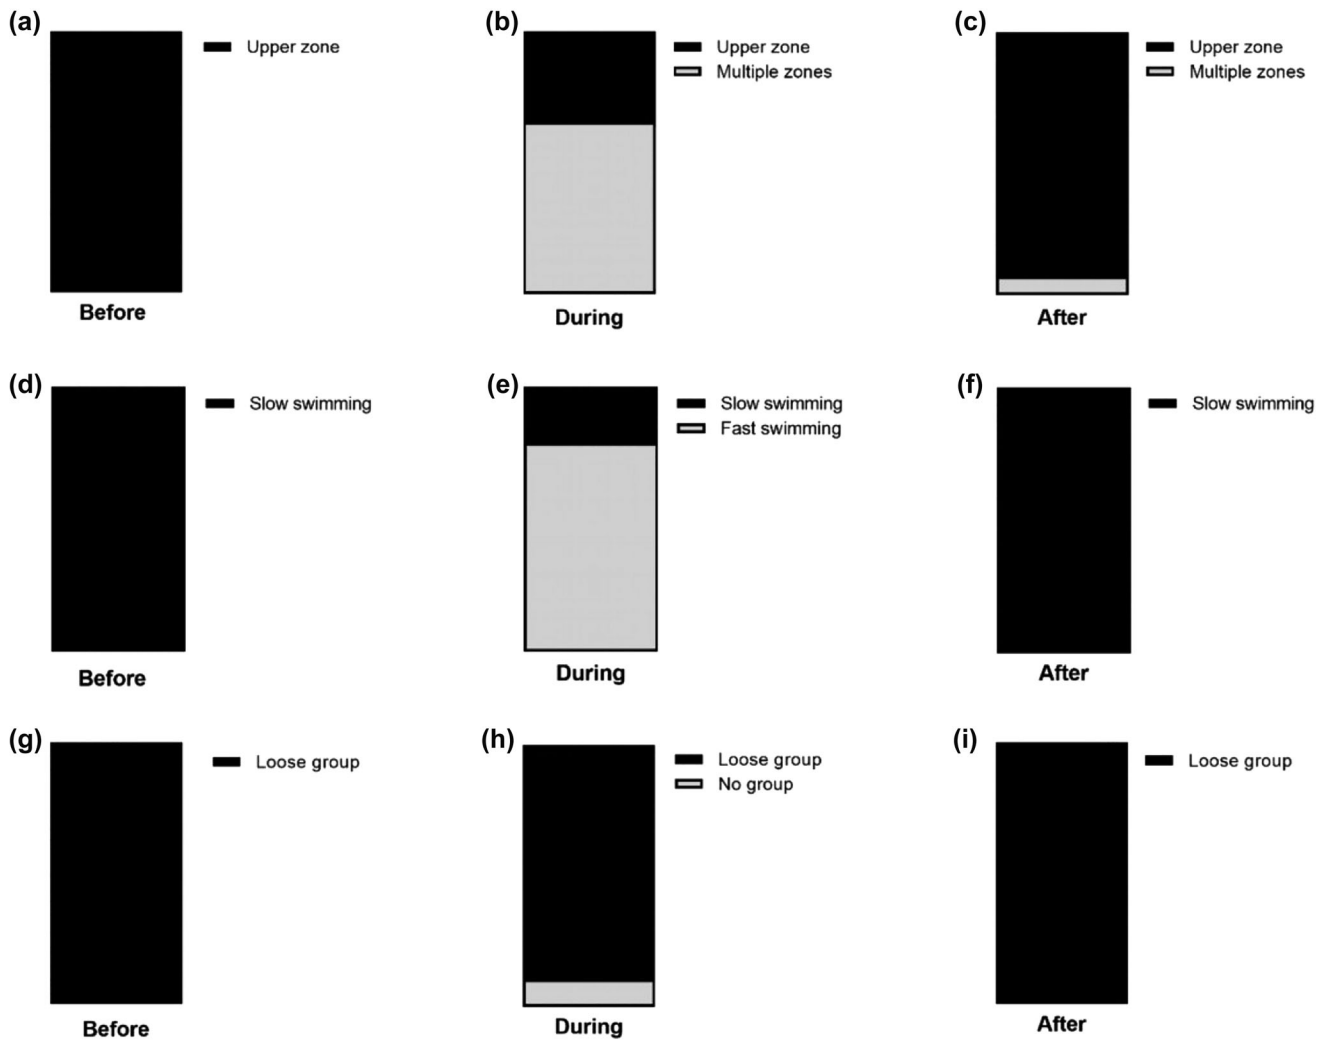 (a)
Upper zone
Before
(b)
Upper zone
Multiple zones
During
(c)
Upper zone
Multiple zones
After
(d)
Slow swimming
Before
(e)
Slow swimming
Fast swimming
During
(f)
Slow swimming
After
(g)
Loose group
Before
(h)
Loose group
No group
During
(i)
Loose group
After